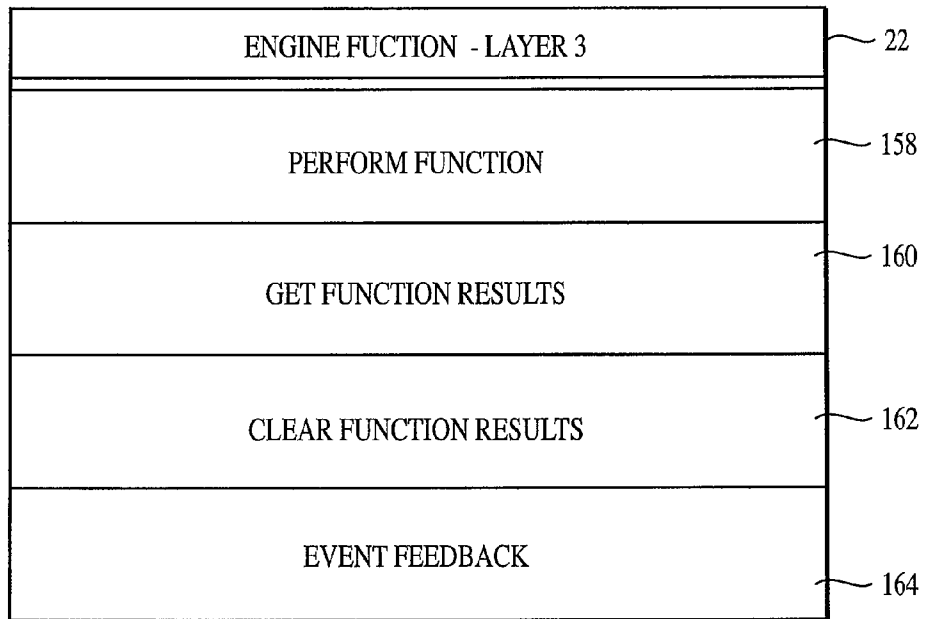 ENGINE FUCTION - LAYER 3
22
PERFORM FUNCTION
158
GET FUNCTION RESULTS
160
CLEAR FUNCTION RESULTS
162
EVENT FEEDBACK
164